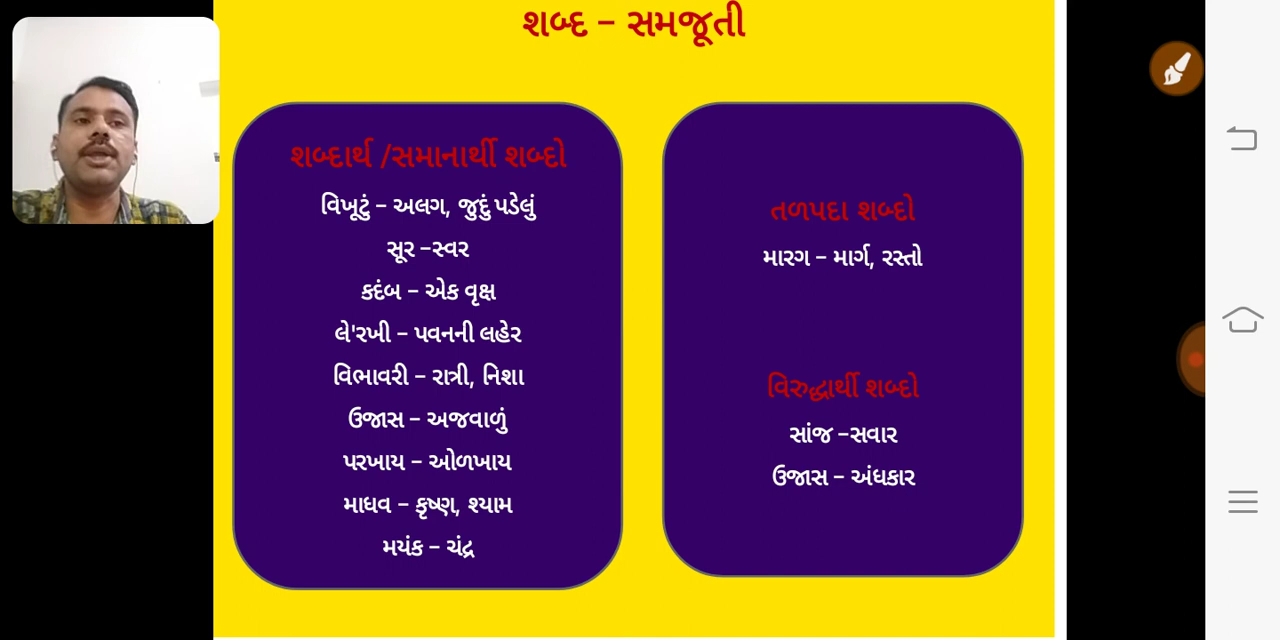 શબ્દ – સમજૂતી
શબ્દાર્થ /સમાનાર્થી શબ્દો
વિખૂટું – અલગ, જુદું પડેલું
સૂર –સ્વર
કદંબ – એક વૃક્ષ
લે'રખી – પવનની લહેર
વિભાવરી – રાત્રી, નિશા
ઉજાસ – અજવાળું
પરખાય – ઓળખાય
માધવ – કૃષ્ણ, શ્યામ
મયંક – ચંદ્ર
તળપદા શબ્દો
મારગ – માર્ગ, રસ્તો
વિરુદ્ધાર્થી શબ્દો
સાંજ –સવાર
ઉજાસ – અંધકાર